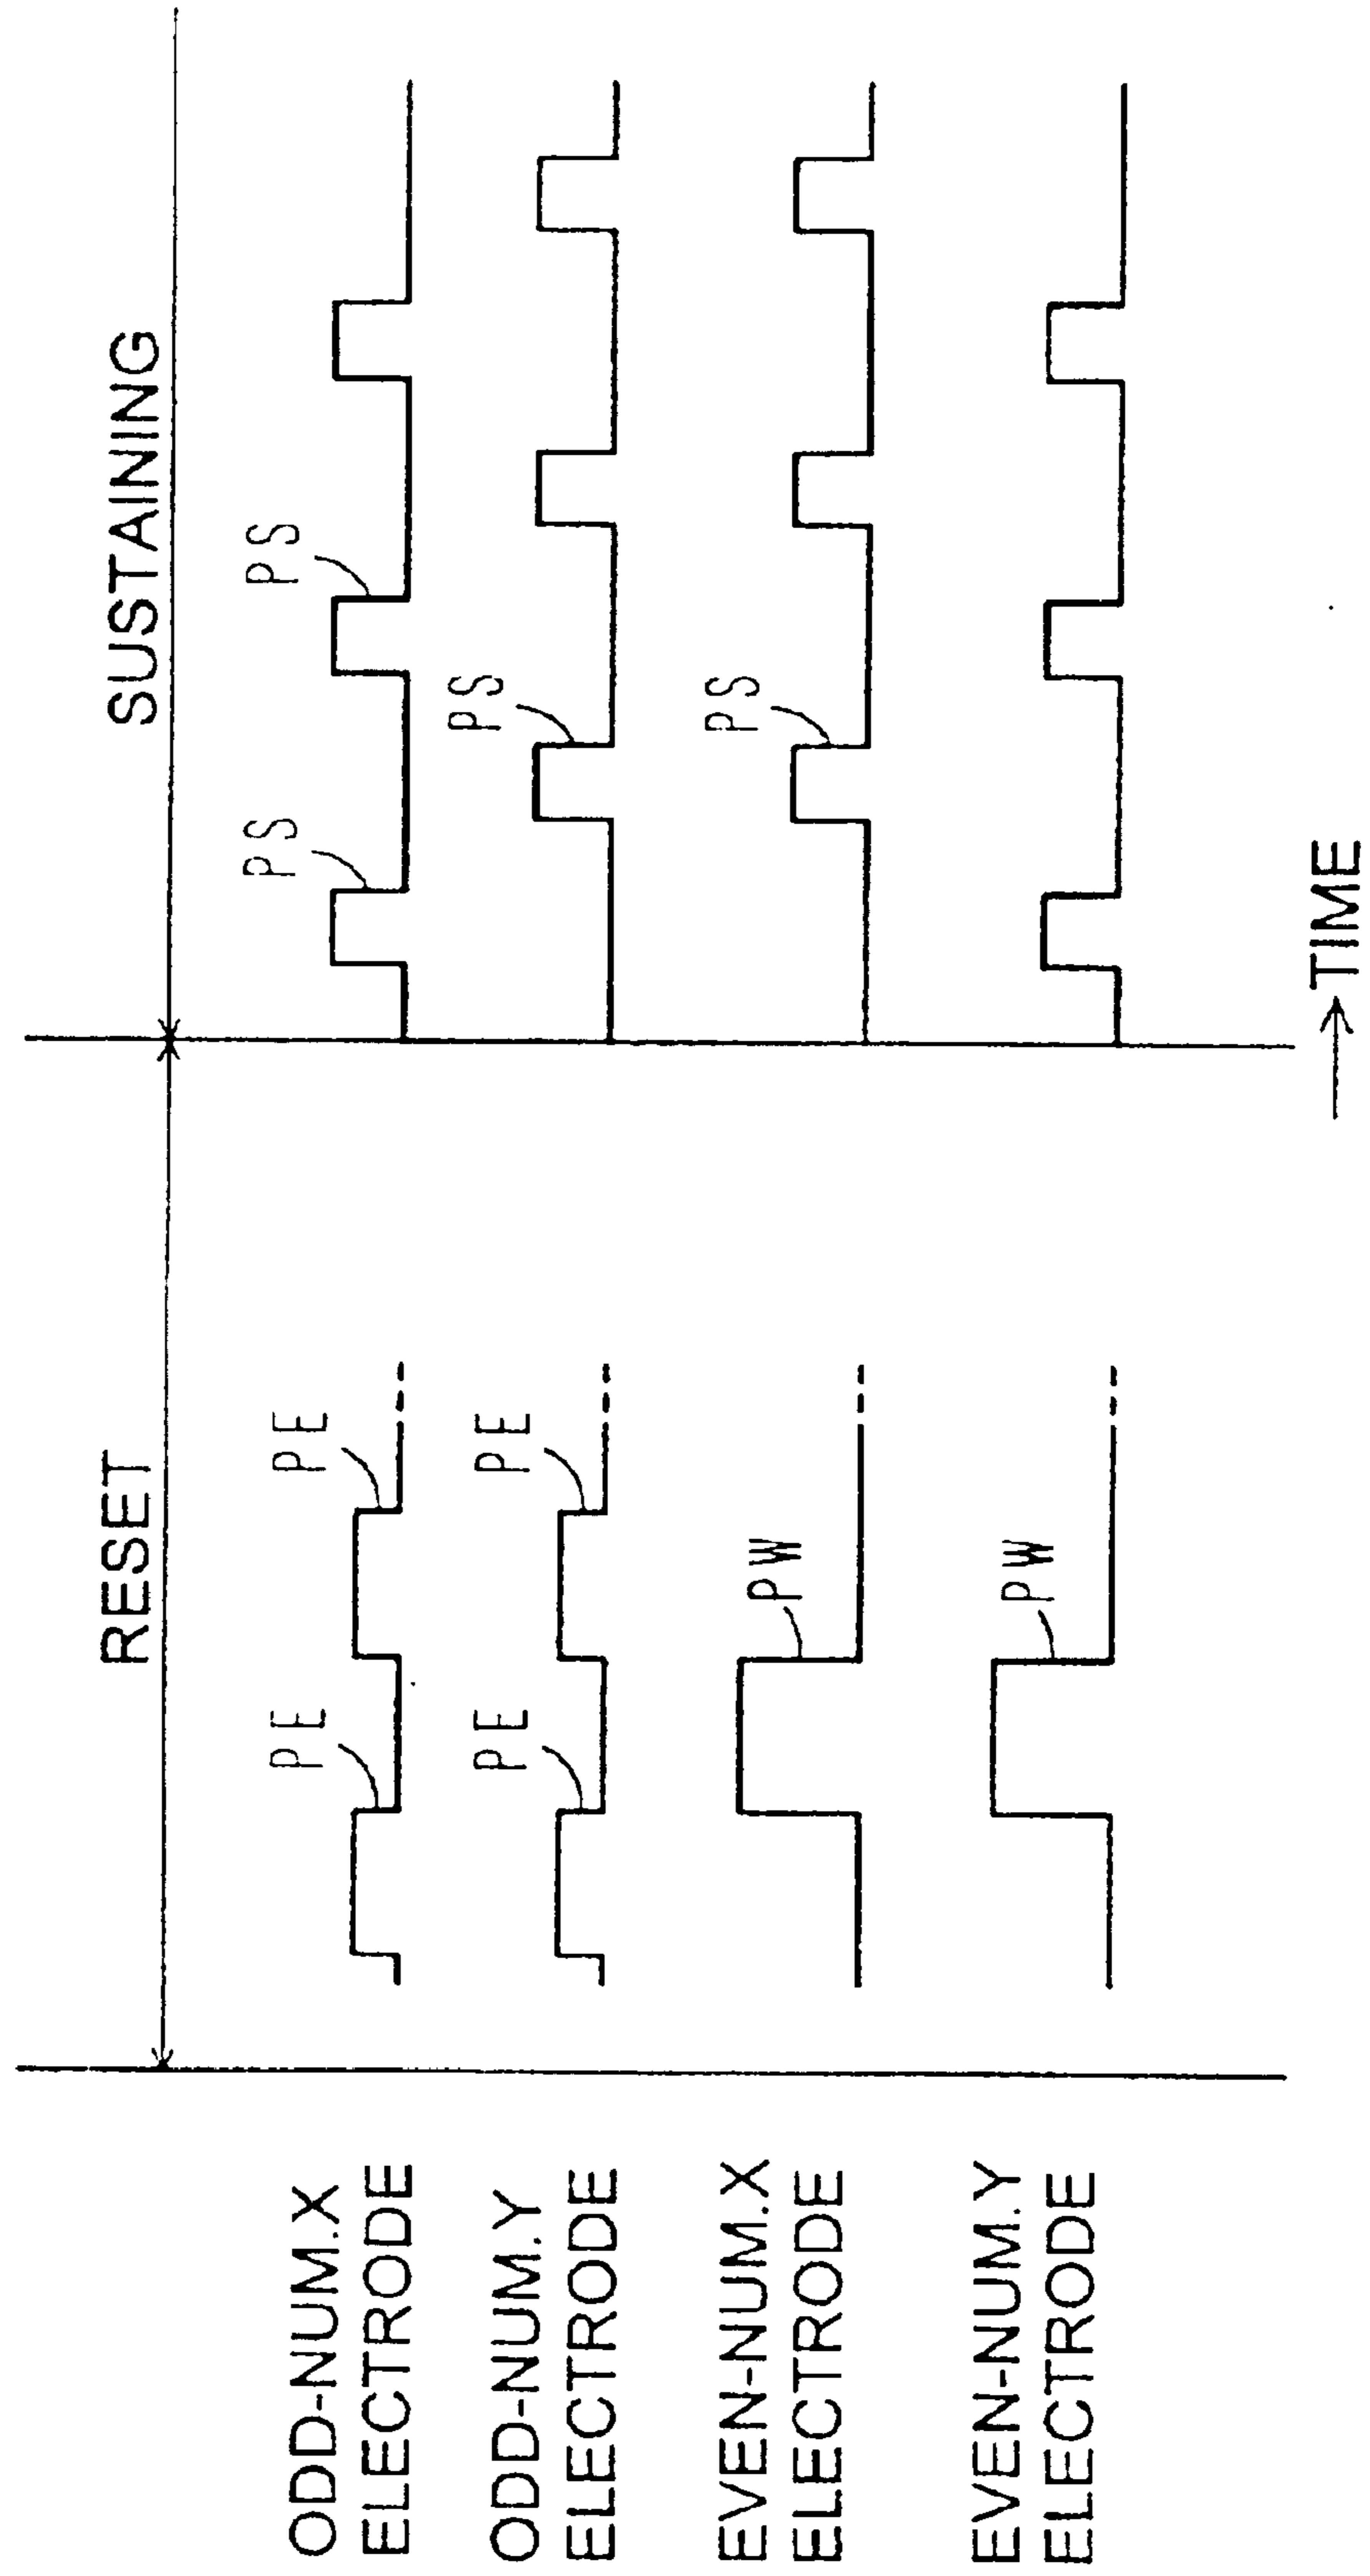 RESET
SUSTAINING
ODD-NUM.X
ELECTRODE
PE
PE
PS
PS
ODD-NUM.Y
ELECTRODE
PE
PE
PS
EVEN-NUM.X
ELECTRODE
PW
PS
EVEN-NUM.Y
ELECTRODE
PW
TIME